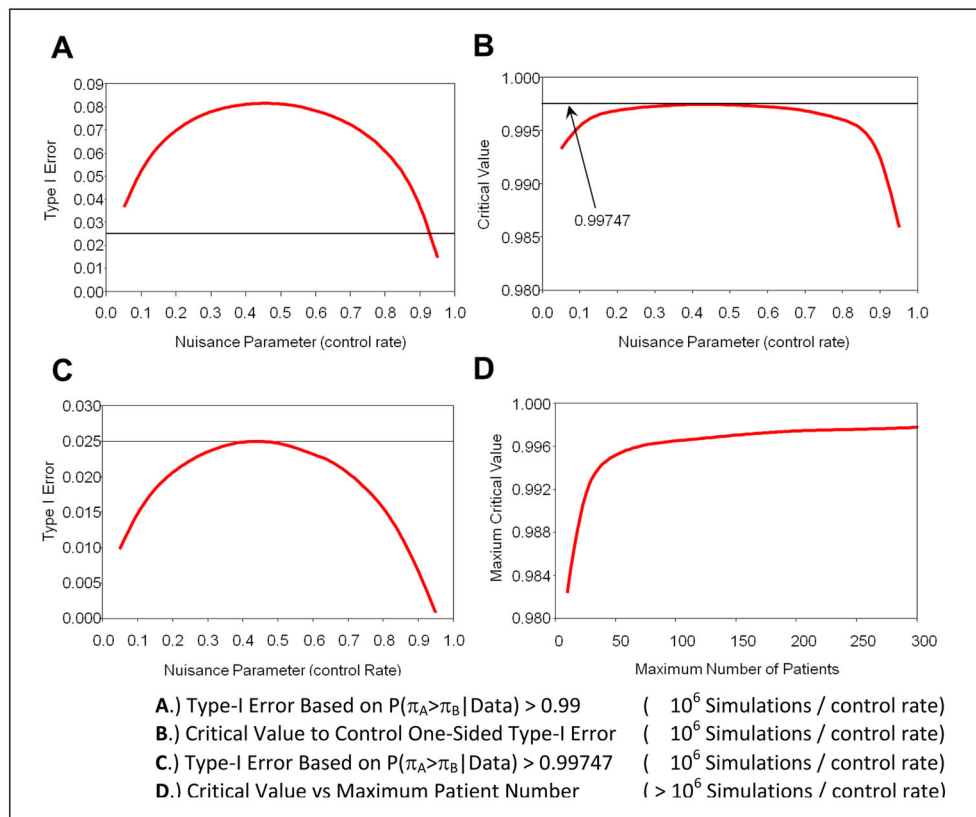 A
0.09
0.08
0.07
0.06
0.05
0.04
0.03
0.02
0.01
0.00
Type I Error
0.0 0.1 0.2 0.3 0.4 0.5 0.6 0.7 0.8 0.9 1.0
Nuisance Parameter (control rate)
B
1.000
0.995
0.990
0.985
0.980
Critical Value
0.99747
0.0 0.1 0.2 0.3 0.4 0.5 0.6 0.7 0.8 0.9 1.0
Nuisance Parameter (control rate)
C
0.030
0.025
0.020
0.015
0.010
0.005
0.000
Type I Error
0.0 0.1 0.2 0.3 0.4 0.5 0.6 0.7 0.8 0.9 1.0
Nuisance Parameter (control Rate)
D
1.000
0.996
0.992
0.988
0.984
0.980
Maxium Critical Value
0 50 100 150 200 250 300
Maximum Number of Patients
A.) Type-I Error Based on P(πA>πB|Data) > 0.99 ( 10⁶ Simulations / control rate)
B.) Critical Value to Control One-Sided Type-I Error ( 10⁶ Simulations / control rate)
C.) Type-I Error Based on P(πA>πB|Data) > 0.99747 ( 10⁶ Simulations / control rate)
D.) Critical Value vs Maximum Patient Number ( > 10⁶ Simulations / control rate)